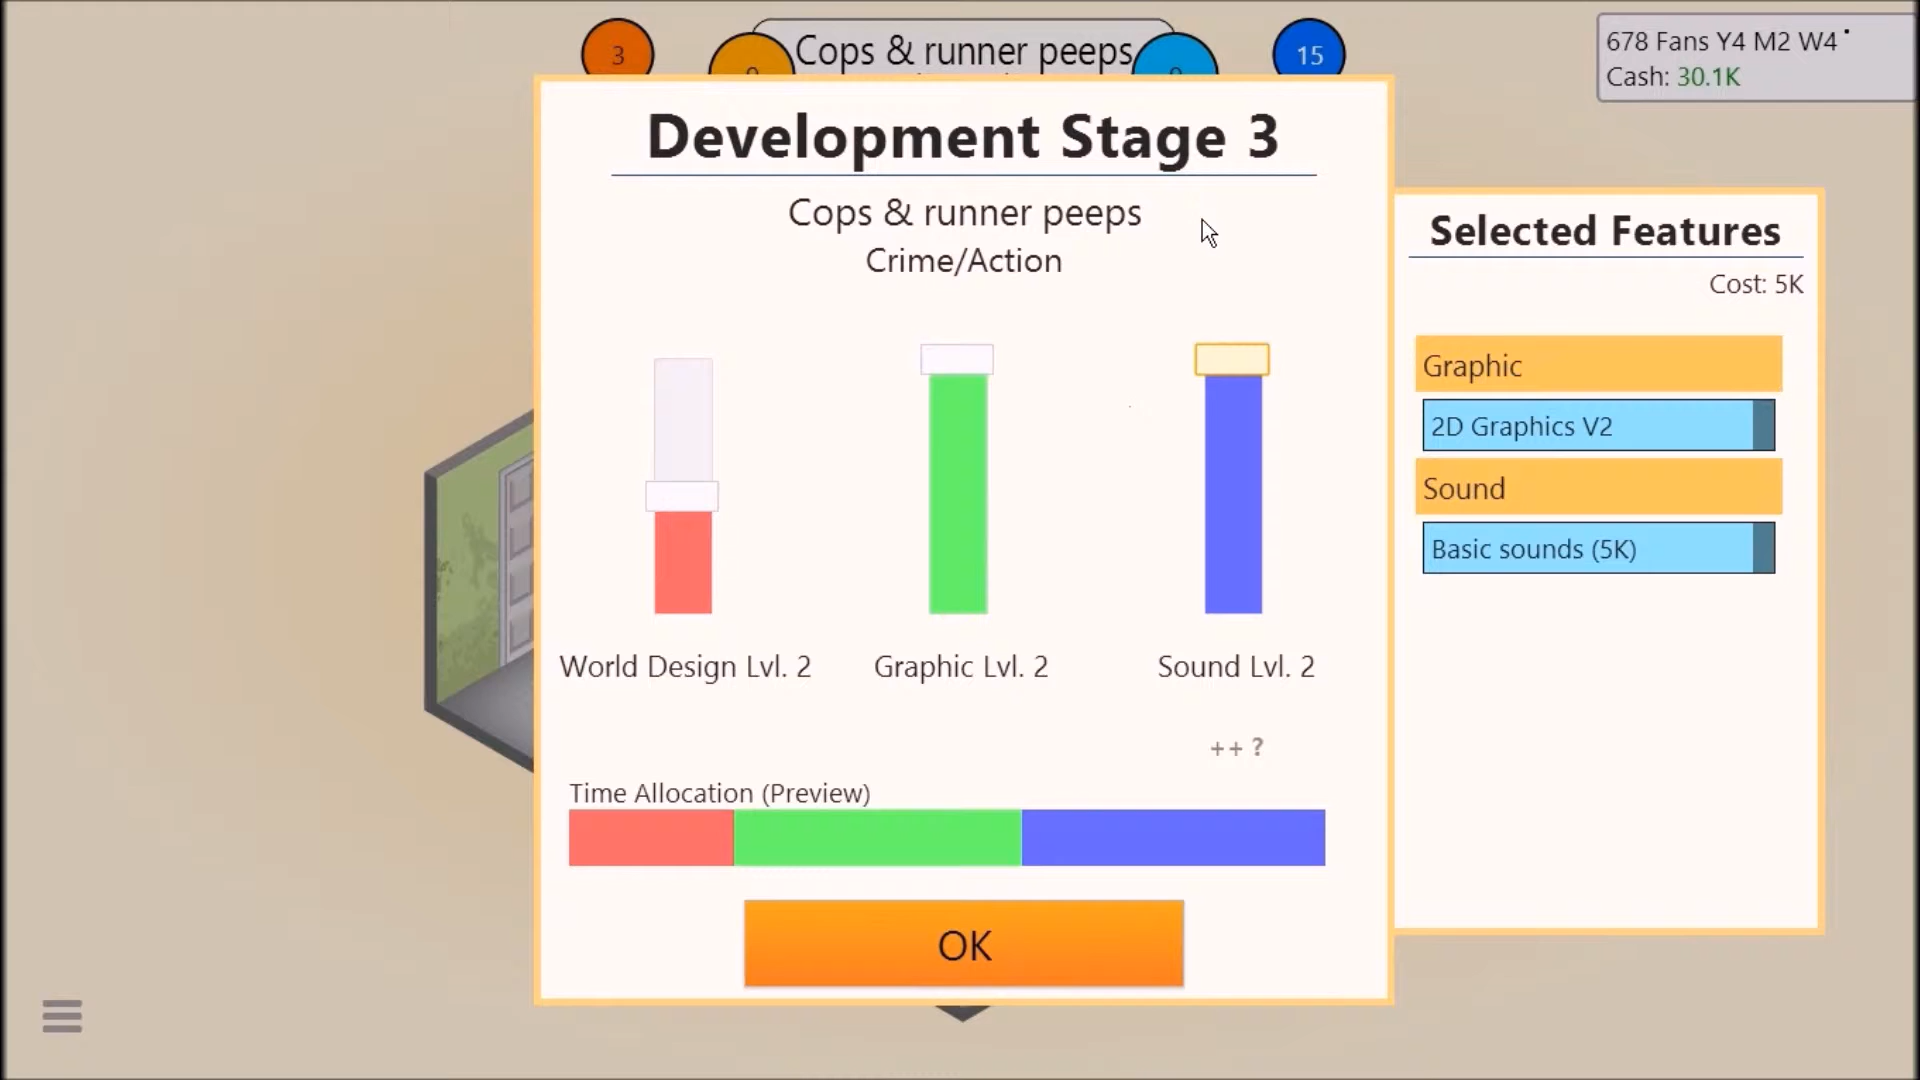 3
Cops & runner peeps
15
678 Fans Y4 M2 W4
Cash: 30.1K
Development Stage 3
Cops & runner peeps
Crime/Action
World Design Lvl. 2
Graphic Lvl. 2
Sound Lvl. 2
++ ?
Time Allocation (Preview)
OK
Selected Features
Cost: 5K
Graphic
2D Graphics V2
Sound
Basic sounds (5K)